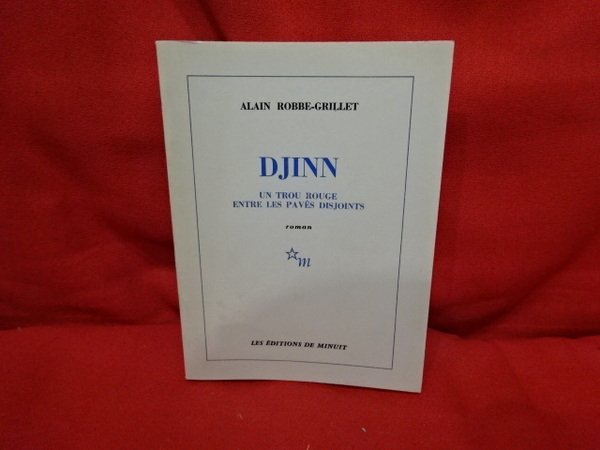 ALAIN ROBBE-GRILLET
DJINN
UN TROU ROUGE
ENTRE LES PAVÉS DISJOINTS
roman
m
LES ÉDITIONS DE MINUIT